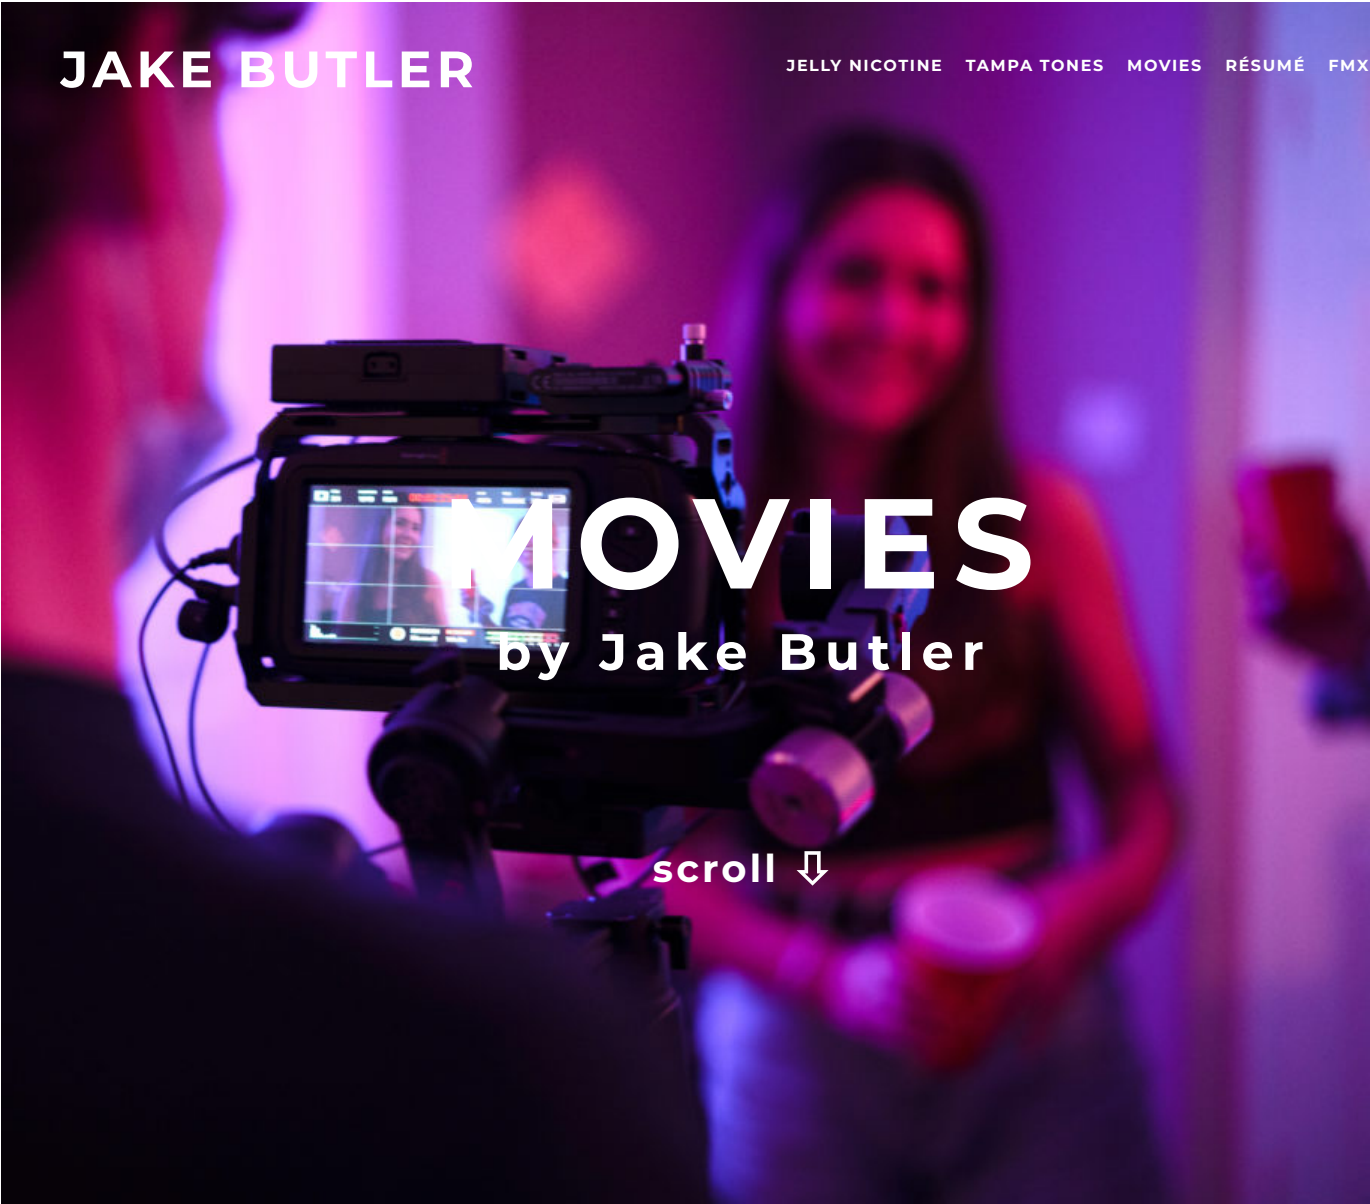 JAKE BUTLER
JELLY NICOTINE TAMPA TONES MOVIES RÉSUMÉ FMX
MOVIES
by Jake Butler
scroll ⇩